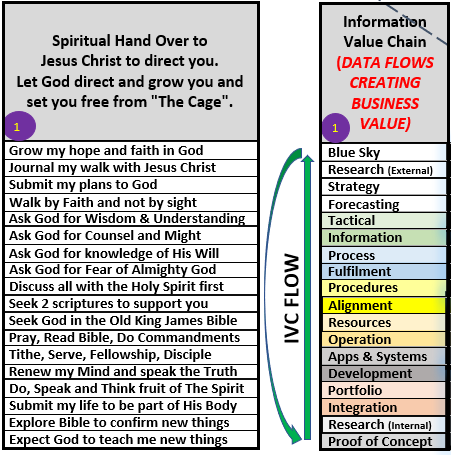 Spiritual Hand Over to
Jesus Christ to direct you.
Let God direct and grow you and
set you free from "The Cage".
1
Grow my hope and faith in God
Journal my walk with Jesus Christ
Submit my plans to God
Walk by Faith and not by sight
Ask God for Wisdom & Understanding
Ask God for Counsel and Might
Ask God for knowledge of His Will
Ask God for Fear of Almighty God
Discuss all with the Holy Spirit first
Seek 2 scriptures to support you
Seek God in the Old King James Bible
Pray, Read Bible, Do Commandments
Tithe, Serve, Fellowship, Disciple
Renew my Mind and speak the Truth
Do, Speak and Think fruit of The Spirit
Submit my life to be part of His Body
Explore Bible to confirm new things
Expect God to teach me new things
IVC FLOW
Information
Value Chain
(DATA FLOWS
CREATING
BUSINESS
VALUE)
1
Blue Sky
Research (External)
Strategy
Forecasting
Tactical
Information
Process
Fulfilment
Procedures
Alignment
Resources
Operation
Apps & Systems
Development
Portfolio
Integration
Research (Internal)
Proof of Concept